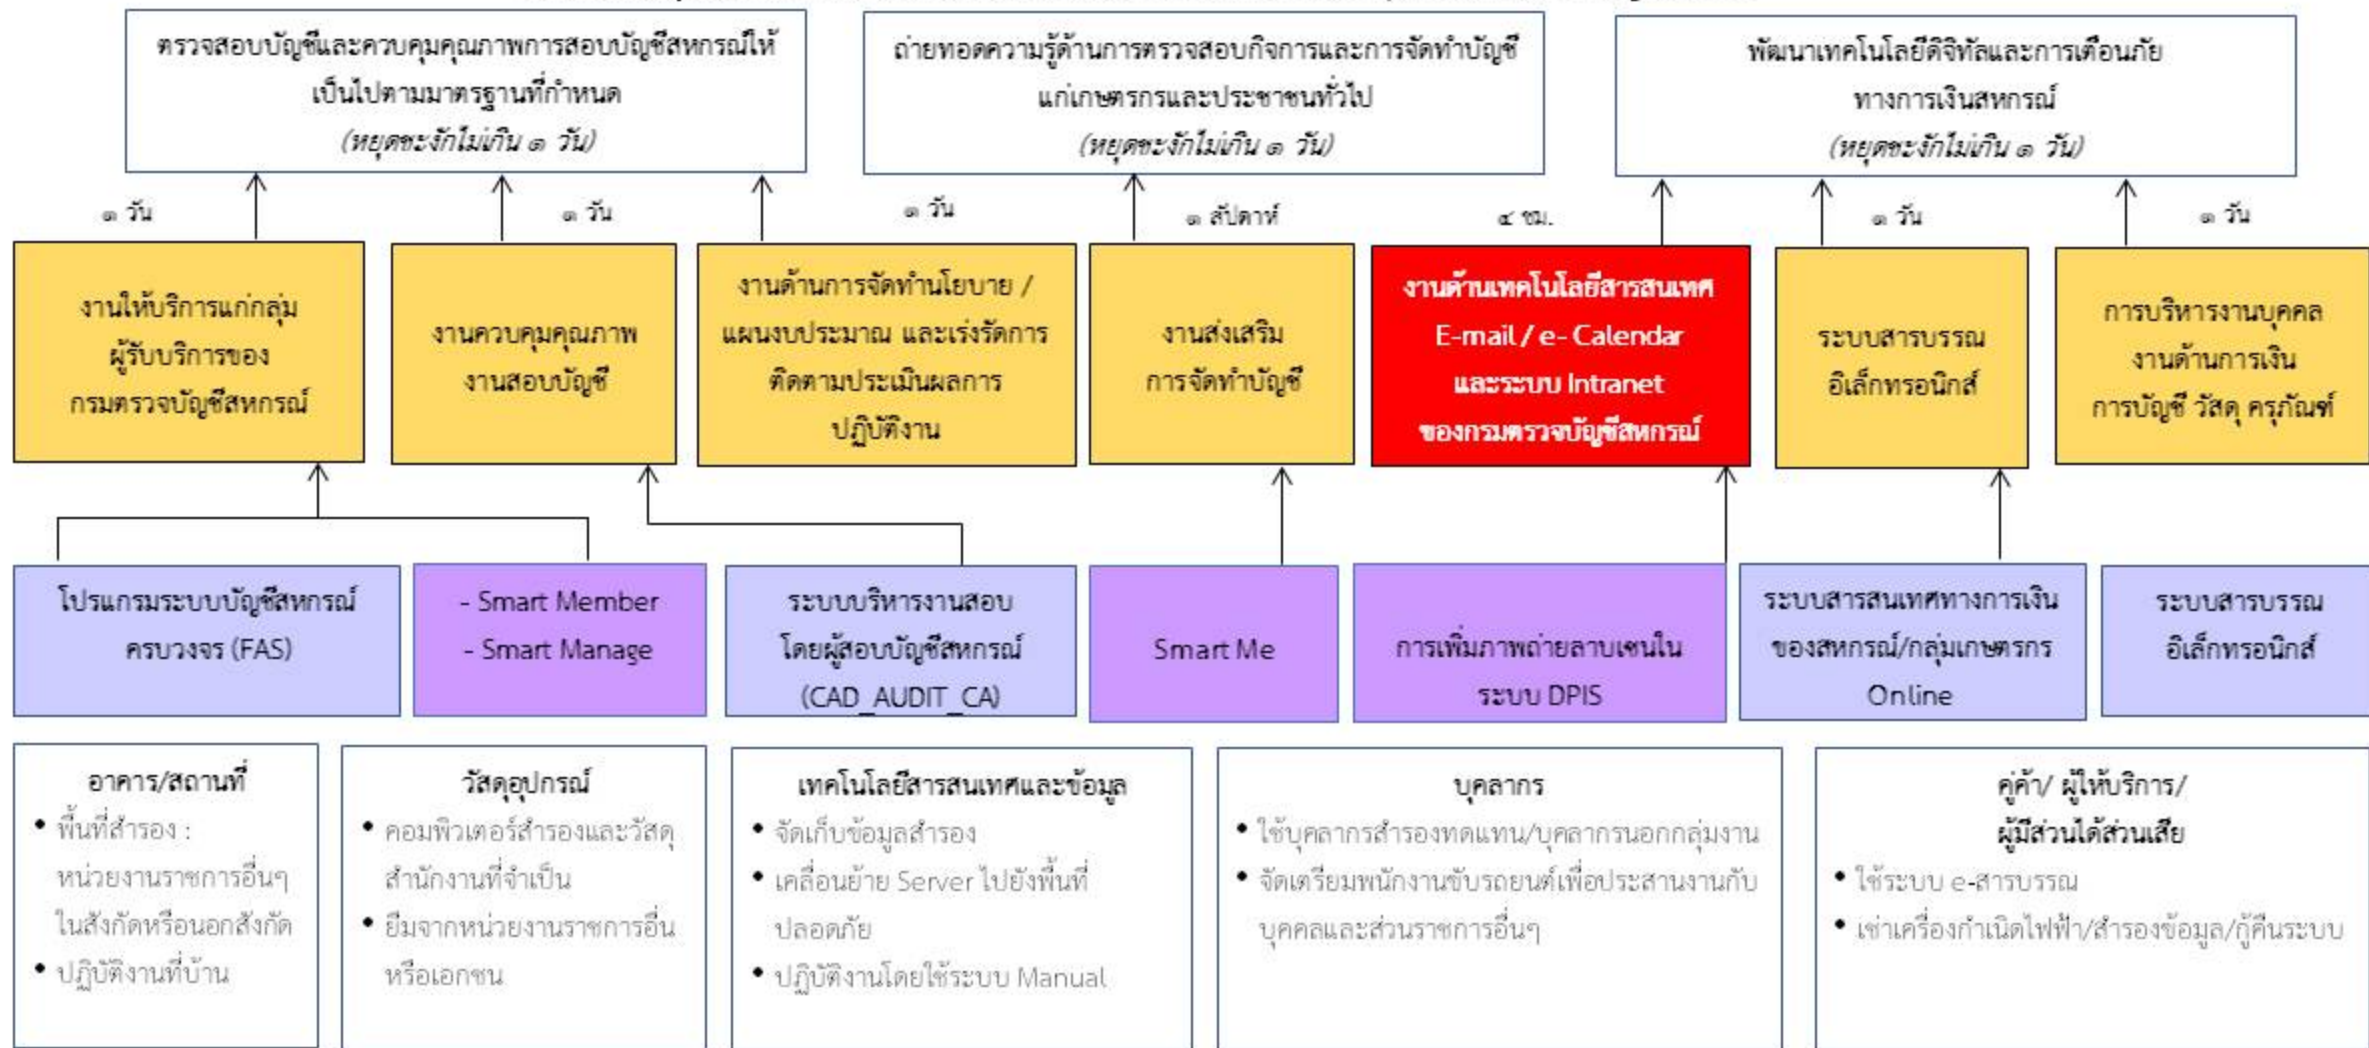 ตรวจสอบบัญชีและควบคุมคุณภาพการสอบบัญชีสหกรณ์ให้
เป็นไปตามมาตรฐานที่กำหนด
(หยุดชะงักไม่เกิน ๑ วัน)
ถ่ายทอดความรู้ด้านการตรวจสอบกิจการและการจัดทำบัญชี
แก่เกษตรกรและประชาชนทั่วไป
(หยุดชะงักไม่เกิน ๑ วัน)
พัฒนาเทคโนโลยีดิจิทัลและการเตือนภัย
ทางการเงินสหกรณ์
(หยุดชะงักไม่เกิน ๑ วัน)
๑ วัน
๑ วัน
๑ วัน
๑ สัปดาห์
๔ ชม.
๑ วัน
๑ วัน
งานให้บริการแก่กลุ่ม
ผู้รับบริการของ
กรมตรวจบัญชีสหกรณ์
งานควบคุมคุณภาพ
งานสอบบัญชี
งานด้านการจัดทำนโยบาย /
แผนงบประมาณ และเร่งรัดการ
ติดตามประเมินผลการ
ปฏิบัติงาน
งานส่งเสริม
การจัดทำบัญชี
งานด้านเทคโนโลยีสารสนเทศ
E-mail / e- Calendar
และระบบ Intranet
ของกรมตรวจบัญชีสหกรณ์
ระบบสารบรรณ
อิเล็กทรอนิกส์
การบริหารงานบุคคล
งานด้านการเงิน
การบัญชี วัสดุ ครุภัณฑ์
โปรแกรมระบบบัญชีสหกรณ์
ครบวงจร (FAS)
- Smart Member
- Smart Manage
ระบบบริหารงานสอบ
โดยผู้สอบบัญชีสหกรณ์
(CAD_AUDIT_CA)
Smart Me
การเพิ่มภาพถ่ายลาบเซนใน
ระบบ DPIS
ระบบสารสนเทศทางการเงิน
ของสหกรณ์/กลุ่มเกษตรกร
Online
ระบบสารบรรณ
อิเล็กทรอนิกส์
อาคาร/สถานที่
• พื้นที่สำรอง :
หน่วยงานราชการอื่นๆ
ในสังกัดหรือนอกสังกัด
• ปฏิบัติงานที่บ้าน
วัสดุอุปกรณ์
• คอมพิวเตอร์สำรองและวัสดุ
สำนักงานที่จำเป็น
• ยืมจากหน่วยงานราชการอื่น
หรือเอกชน
เทคโนโลยีสารสนเทศและข้อมูล
• จัดเก็บข้อมูลสำรอง
• เคลื่อนย้าย Server ไปยังพื้นที่
ปลอดภัย
• ปฏิบัติงานโดยใช้ระบบ Manual
บุคลากร
• ใช้บุคลากรสำรองทดแทน/บุคลากรนอกกลุ่มงาน
• จัดเตรียมพนักงานขับรถยนต์เพื่อประสานงานกับ
บุคคลและส่วนราชการอื่นๆ
คู่ค้า/ ผู้ให้บริการ/
ผู้มีส่วนได้ส่วนเสีย
• ใช้ระบบ e-สารบรรณ
• เช่าเครื่องกำเนิดไฟฟ้า/สำรองข้อมูล/กู้คืนระบบ